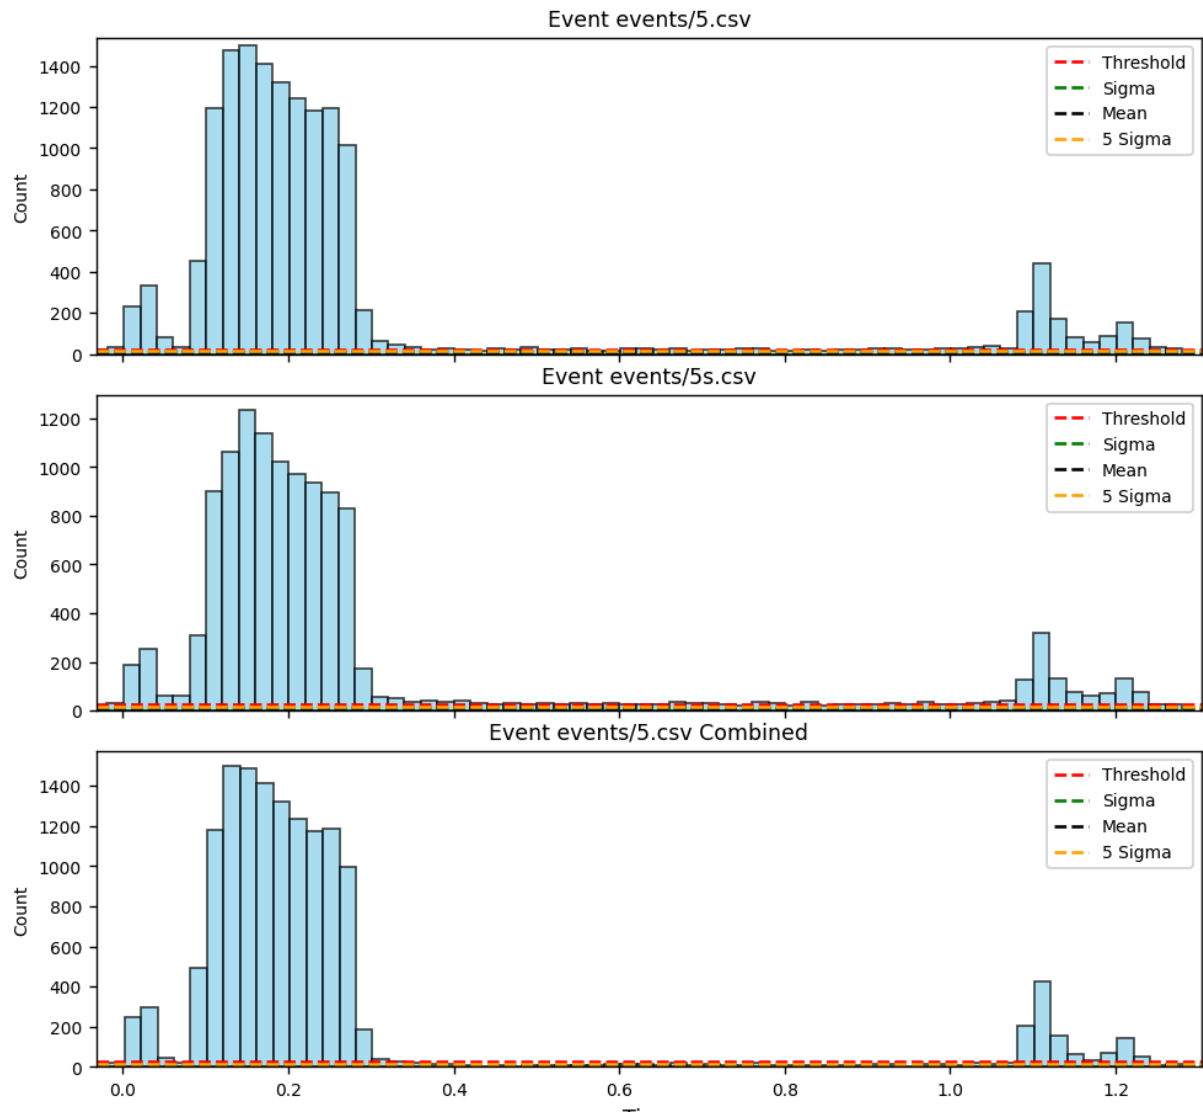 Event events/5.csv
1400
1200
1000
800
600
400
200
0
Count
Threshold
Sigma
Mean
5 Sigma
Event events/5s.csv
1200
1000
800
600
400
200
0
Count
Threshold
Sigma
Mean
5 Sigma
Event events/5.csv Combined
1400
1200
1000
800
600
400
200
0
Count
Threshold
Sigma
Mean
5 Sigma
0.0 0.2 0.4 0.6 0.8 1.0 1.2